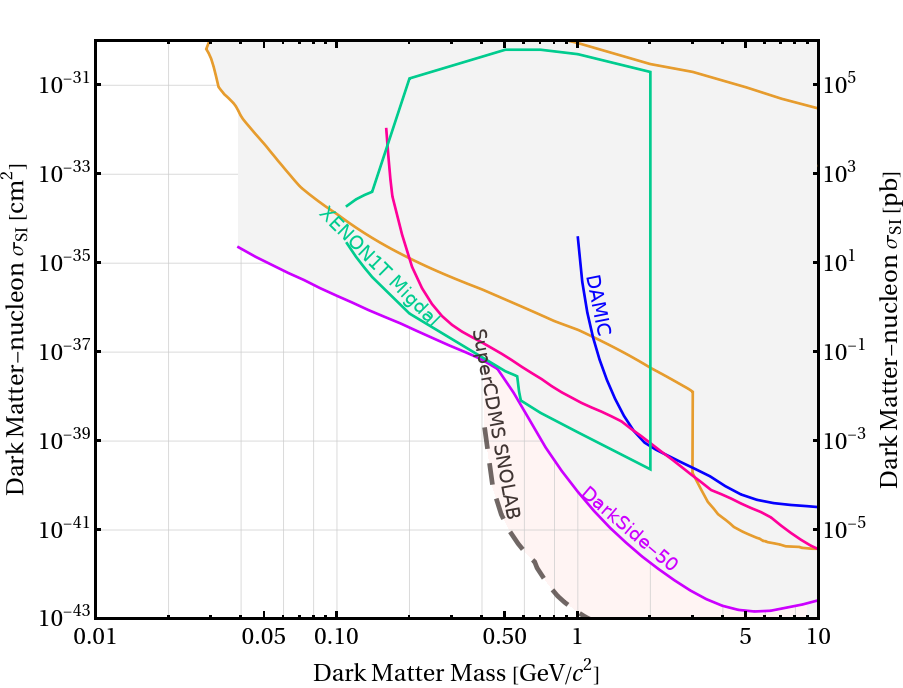 10⁻³¹
10⁻³³
10⁻³⁵
10⁻³⁷
10⁻³⁹
10⁻⁴¹
10⁻⁴³
Dark Matter−nucleon σSI [cm²]
10⁵
10³
10¹
10⁻¹
10⁻³
10⁻⁵
Dark Matter−nucleon σSI [pb]
XENON1T Migdal
DAMIC
SuperCDMS SNOLAB
DarkSide−50
0.01
0.05
0.10
0.50
1
5
10
Dark Matter Mass [GeV/c²]